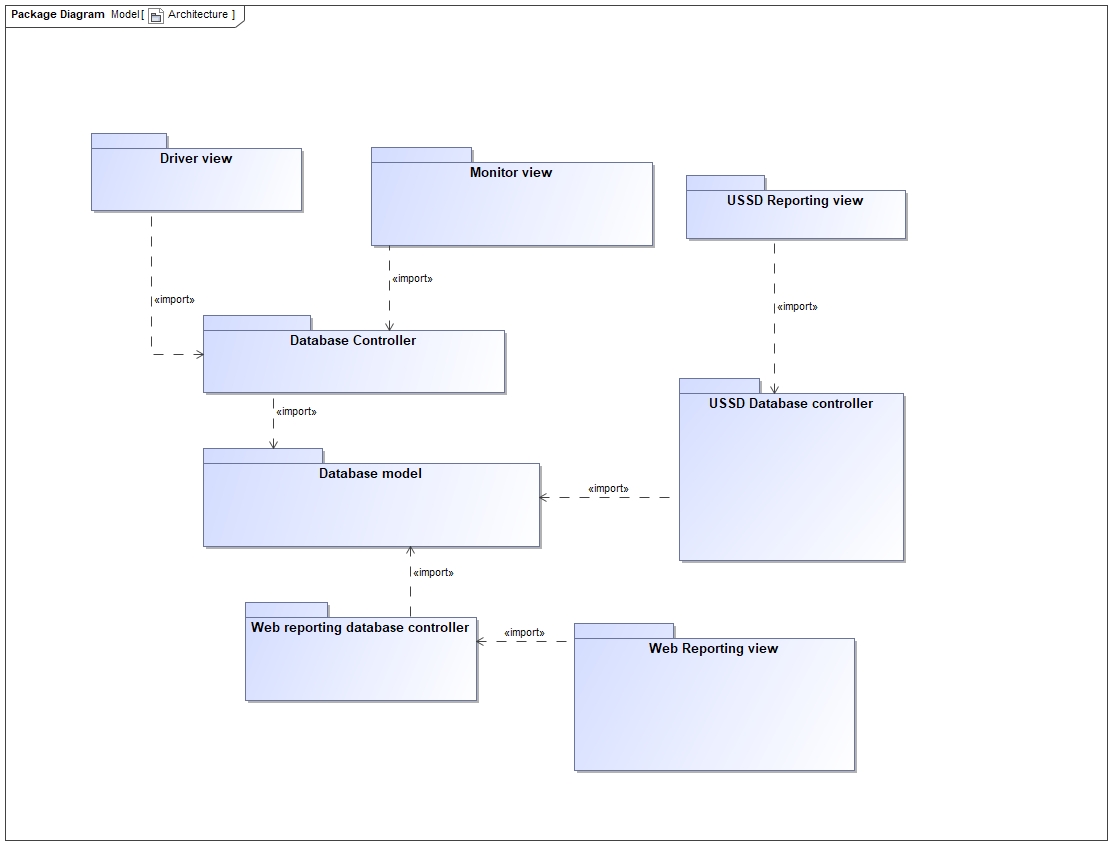 Package Diagram Model[ Architecture ]
Driver view
Monitor view
USSD Reporting view
«import»
«import»
«import»
Database Controller
«import»
USSD Database controller
Database model
«import»
«import»
Web reporting database controller
«import»
Web Reporting view